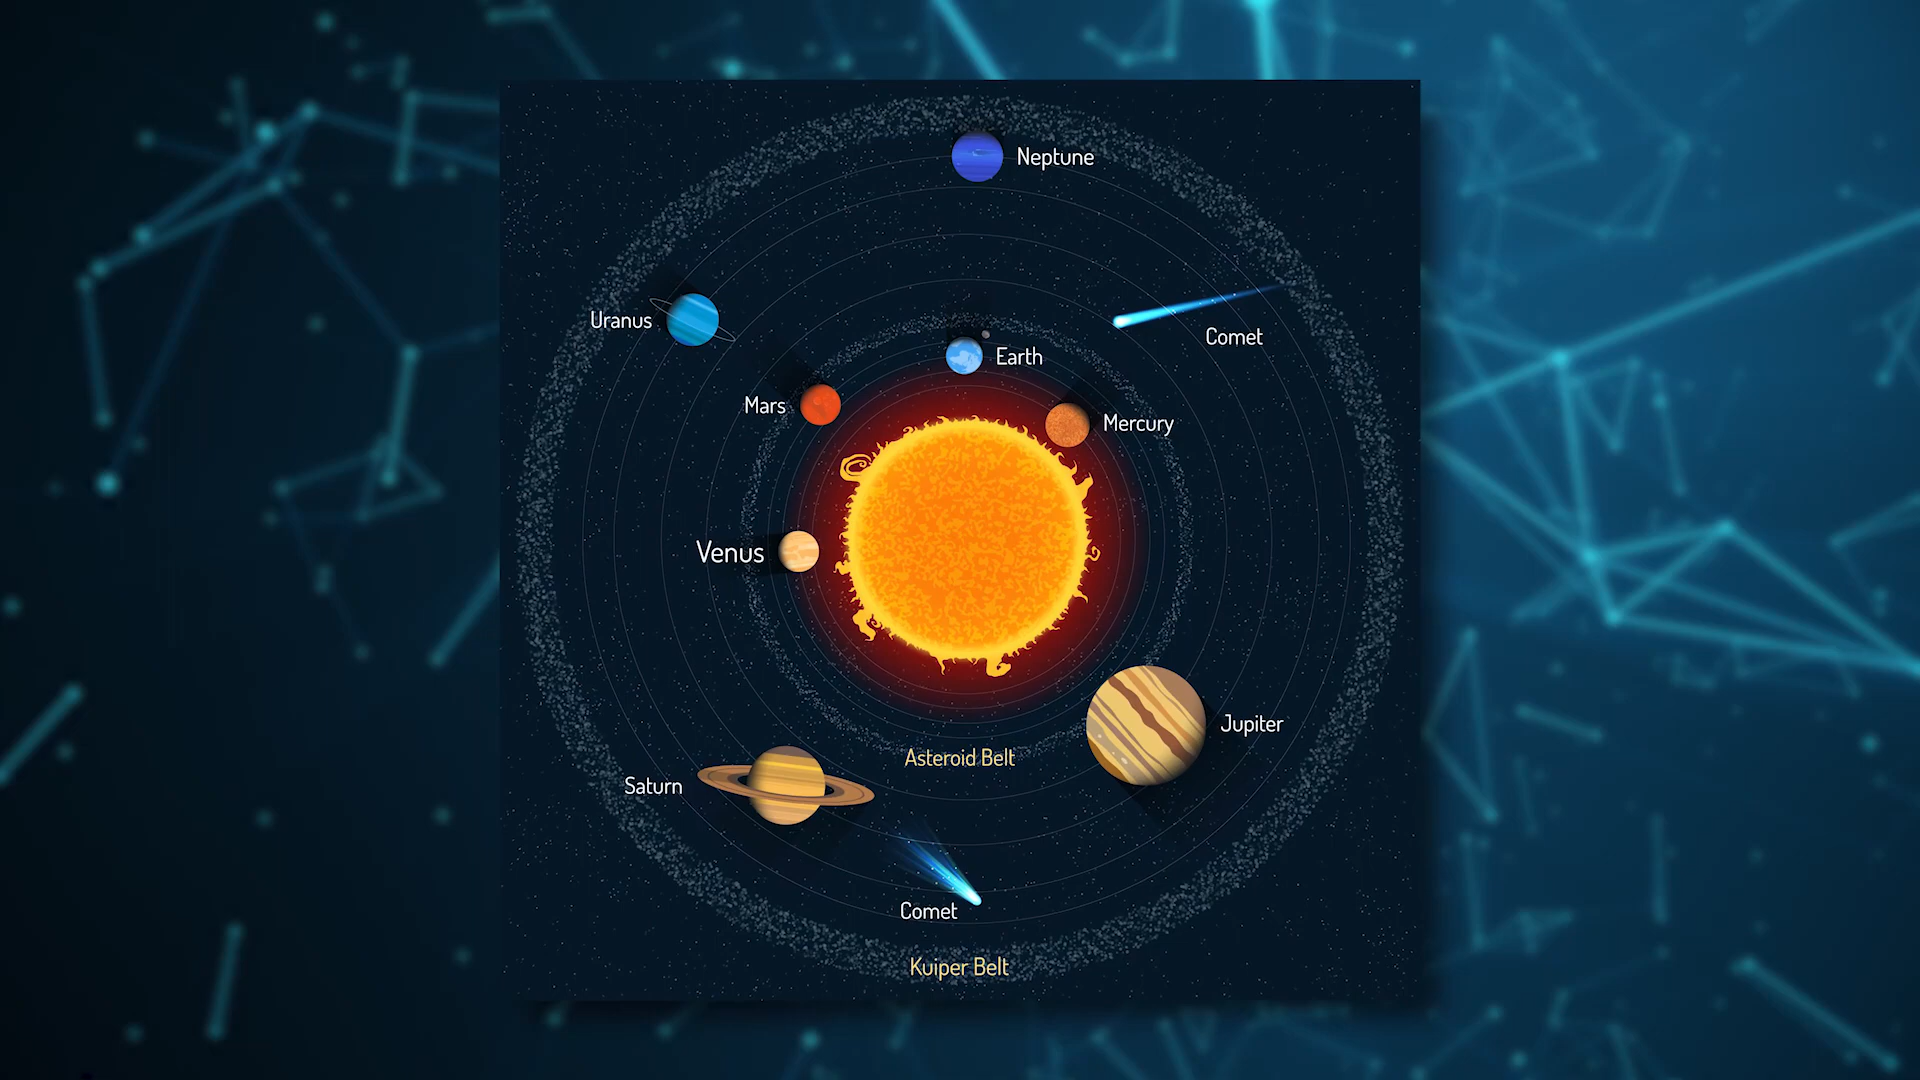 Neptune
Uranus
Comet
Earth
Mars
Mercury
Venus
Jupiter
Asteroid Belt
Saturn
Comet
Kuiper Belt